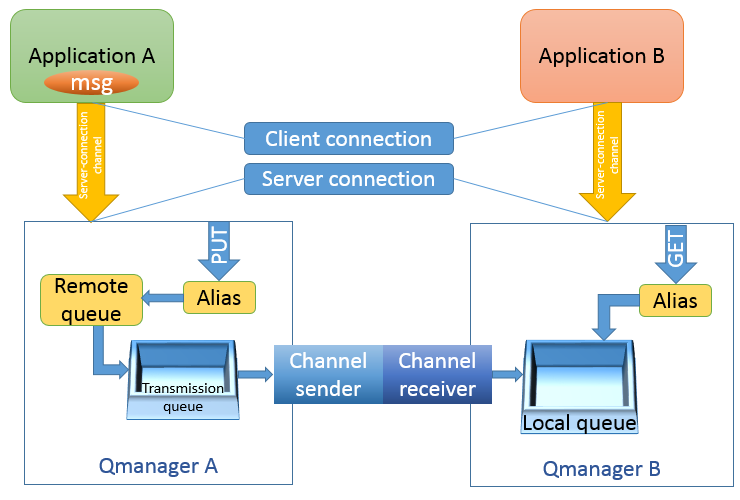 Application A
msg
Application B
Client connection
Server connection
Server-connection
channel
Server-connection
channel
PUT
GET
Remote
queue
Alias
Alias
Transmission
queue
Channel
sender
Channel
receiver
Local queue
Qmanager A
Qmanager B